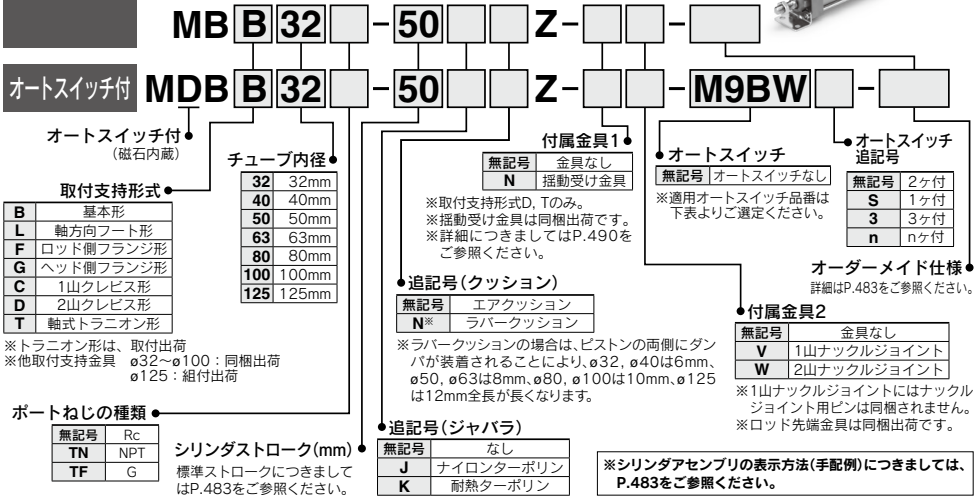 MB B 32 -50 Z- -
オートスイッチ付 MDB B 32 -50 Z- -M9BW -
オートスイッチ付
(磁石内蔵)
取付支持形式
B 基本形
L 軸方向フート形
F ロッド側フランジ形
G ヘッド側フランジ形
C 1山クレビス形
D 2山クレビス形
T 軸式トラニオン形
※トラニオン形は、取付出荷
※他取付支持金具 ø32~ø100：同梱出荷
ø125：組付出荷
チューブ内径
32 32mm
40 40mm
50 50mm
63 63mm
80 80mm
100 100mm
125 125mm
ポートねじの種類
無記号 Rc
TN NPT
TF G
シリンダストローク(mm)
標準ストロークにつきまして
はP.483をご参照ください。
付属金具1
無記号 金具なし
N 揺動受け金具
※取付支持形式D, Tのみ。
※揺動受け金具は同梱出荷です。
※詳細につきましてはP.490を
ご参照ください。
追記号(クッション)
無記号 エアクッション
N※ ラバークッション
※ラバークッションの場合は、ピストンの両側にダン
パが装着されることにより、ø32, ø40は6mm、
ø50, ø63は8mm、ø80, ø100は10mm、ø125
は12mm全長が長くなります。
追記号(ジャバラ)
無記号 なし
J ナイロンターポリン
K 耐熱ターポリン
オートスイッチ
無記号 オートスイッチなし
※適用オートスイッチ品番は
下表よりご選定ください。
オートスイッチ
追記号
無記号 2ヶ付
S 1ヶ付
3 3ヶ付
n nヶ付
オーダーメイド仕様
詳細はP.483をご参照ください。
付属金具2
無記号 金具なし
V 1山ナックルジョイント
W 2山ナックルジョイント
※1山ナックルジョイントにはナックル
ジョイント用ピンは同梱されません。
※ロッド先端金具は同梱出荷です。
※シリンダアセンブリの表示方法(手配例)につきましては、
P.483をご参照ください。